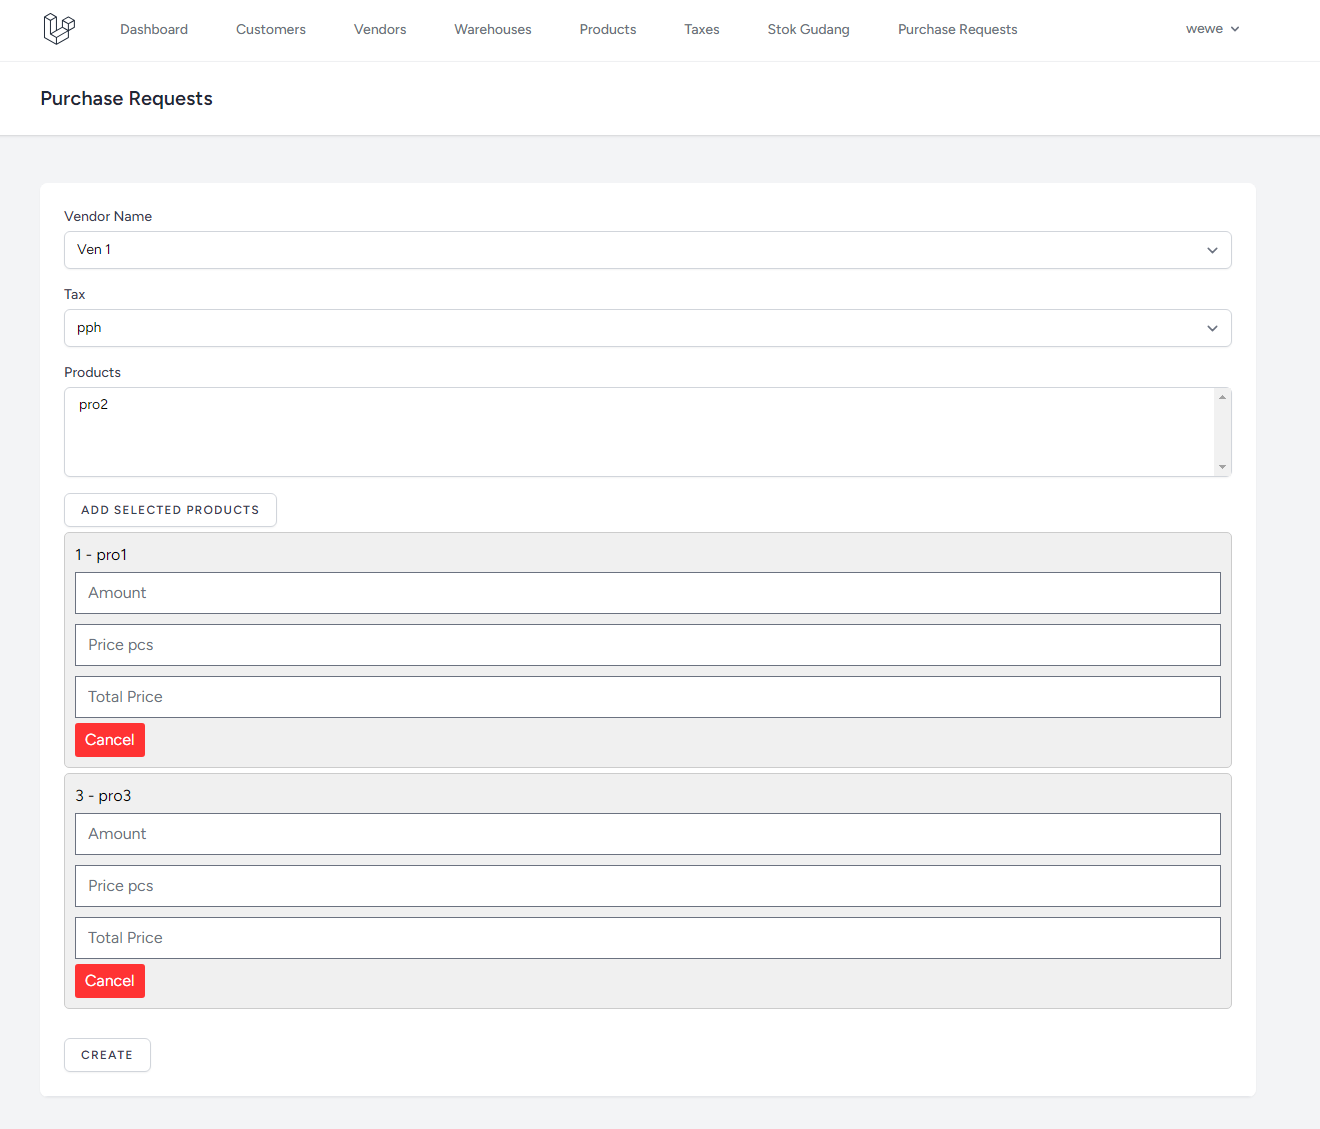 Dashboard Customers Vendors Warehouses Products Taxes Stok Gudang Purchase Requests wewe
Purchase Requests
Vendor Name
Ven 1
Tax
pph
Products
pro2
ADD SELECTED PRODUCTS
1 - pro1
Amount
Price pcs
Total Price
Cancel
3 - pro3
Amount
Price pcs
Total Price
Cancel
CREATE